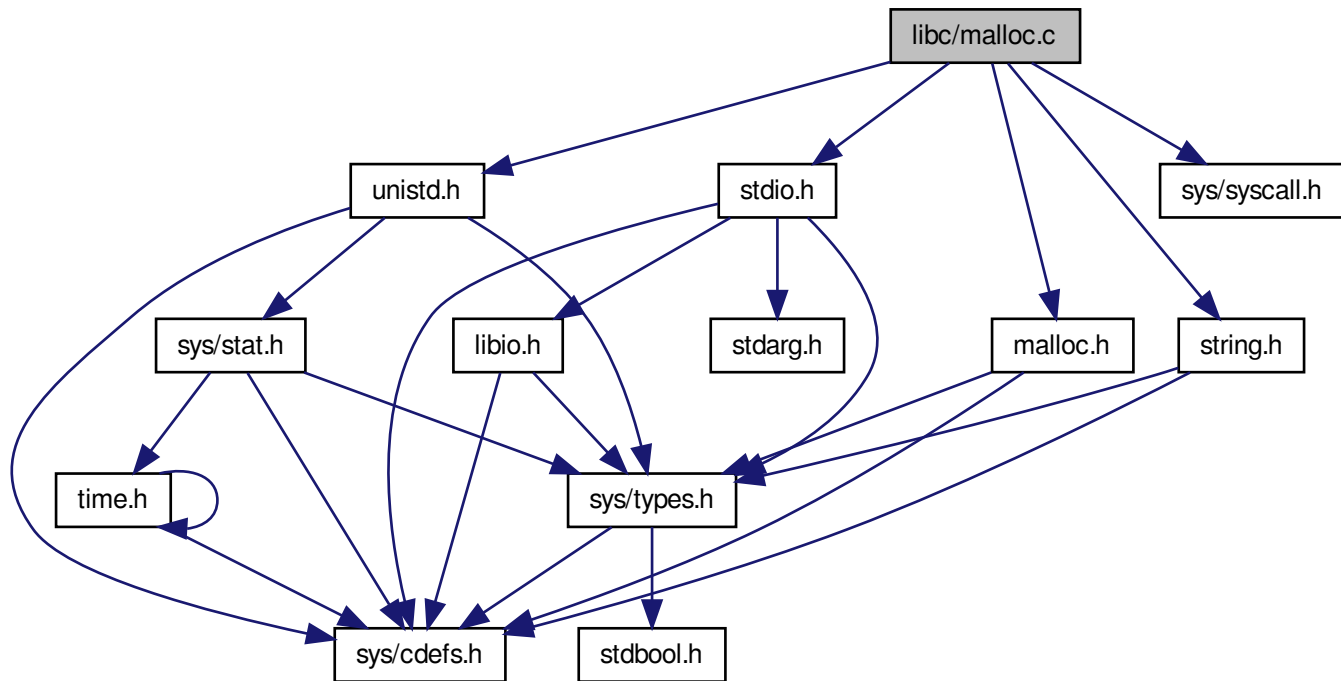 libc/malloc.c
unistd.h
stdio.h
sys/syscall.h
sys/stat.h
libio.h
stdarg.h
malloc.h
string.h
time.h
sys/types.h
sys/cdefs.h
stdbool.h